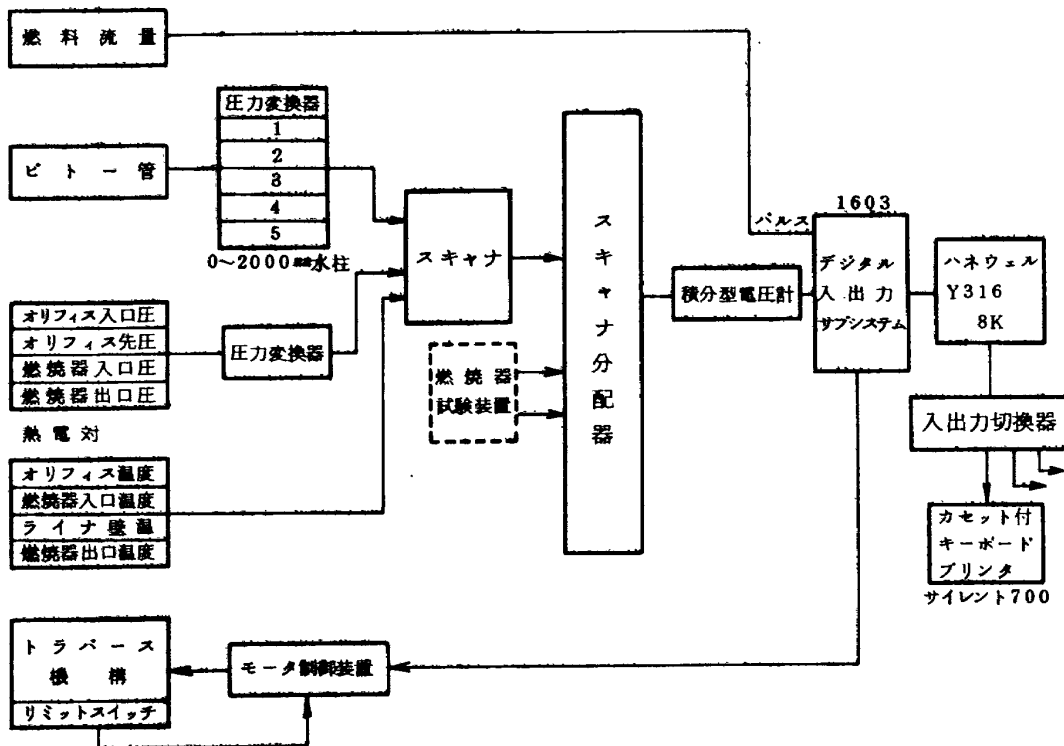 燃料流量
圧力変換器
1
2
3
4
5
0~2000mm水柱
ピトー管
オリフィス入口圧
オリフィス先圧
燃焼器入口圧
燃焼器出口圧
圧力変換器
熱電対
オリフィス温度
燃焼器入口温度
ライナ壁温
燃焼器出口温度
スキャナ
燃焼器
試験装置
スキャナ分配器
積分型電圧計
パルス
1603
デジタル
入出力
サブシステム
ハネウェル
Y316
8K
入出力切換器
カセット付
キーボード
プリンタ
サイレント700
トラバース
機構
リミットスイッチ
モータ制御装置